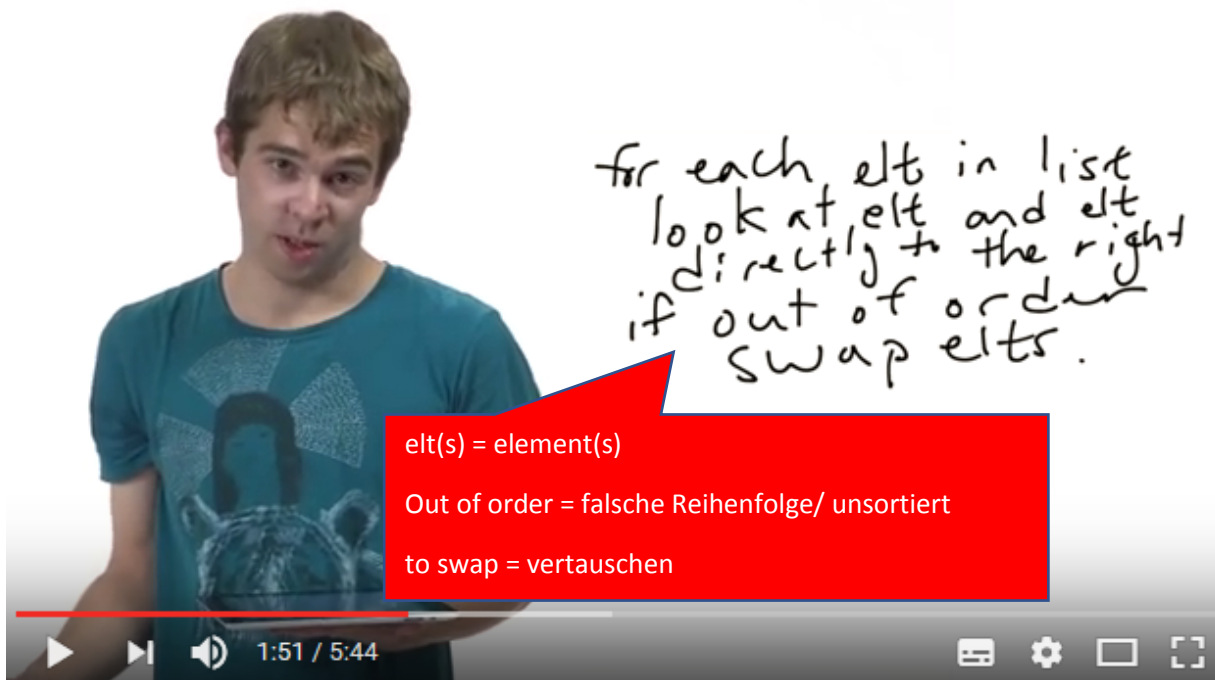 for each elt in list
look at elt and elt
directly to the right
if out of order
swap elts.
elt(s) = element(s)
Out of order = falsche Reihenfolge/ unsortiert
to swap = vertauschen
1:51 / 5:44